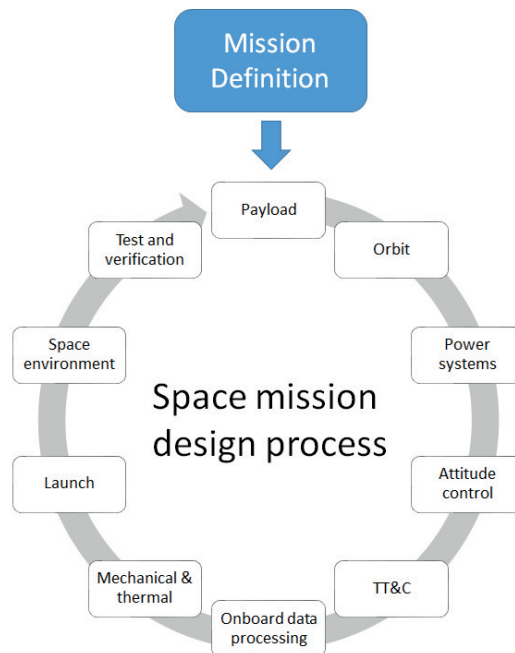 Mission
Definition
Payload
Orbit
Power
systems
Attitude
control
TT&C
Onboard data
processing
Mechanical &
thermal
Launch
Space
environment
Test and
verification
Space mission
design process